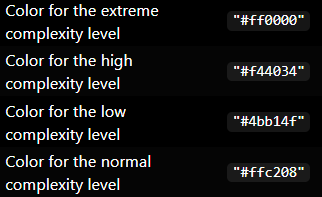 Color for the extreme
complexity level
"#ff0000"
Color for the high
complexity level
"#f44034"
Color for the low
complexity level
"#4bb14f"
Color for the normal
complexity level
"#ffc208"